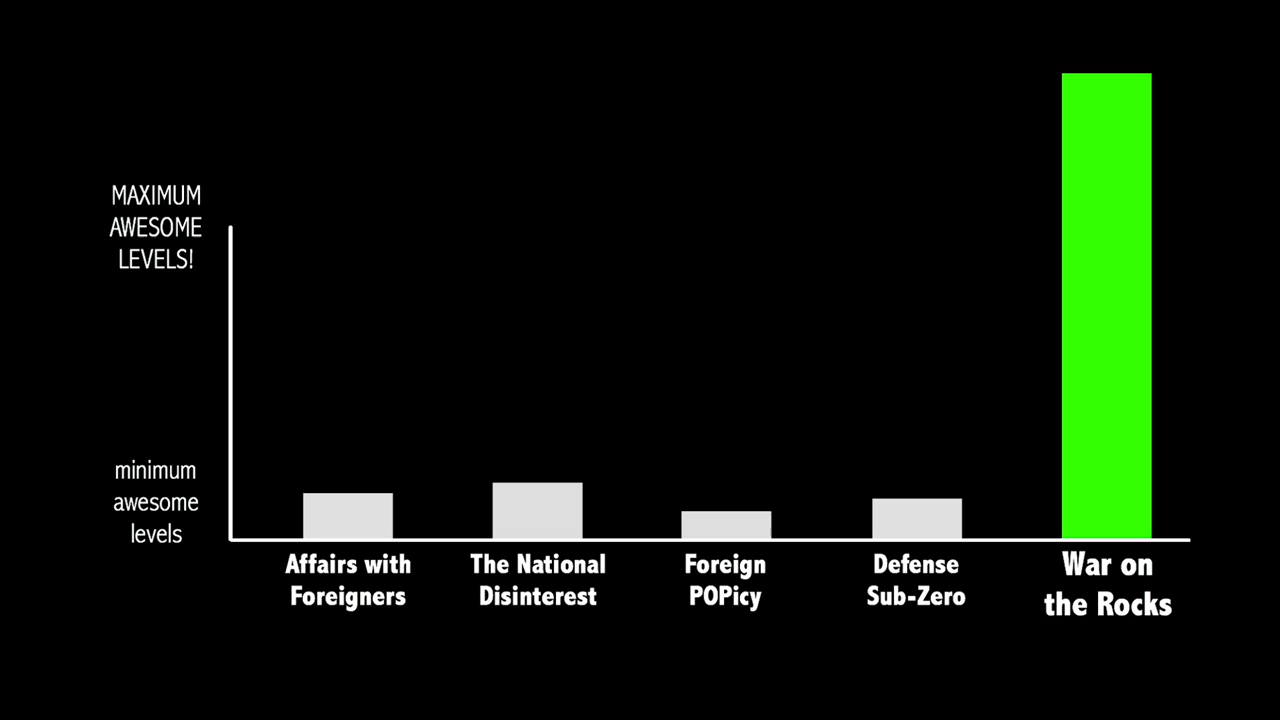 MAXIMUM
AWESOME
LEVELS!
minimum
awesome
levels
Affairs with
Foreigners
The National
Disinterest
Foreign
POPicy
Defense
Sub-Zero
War on
the Rocks